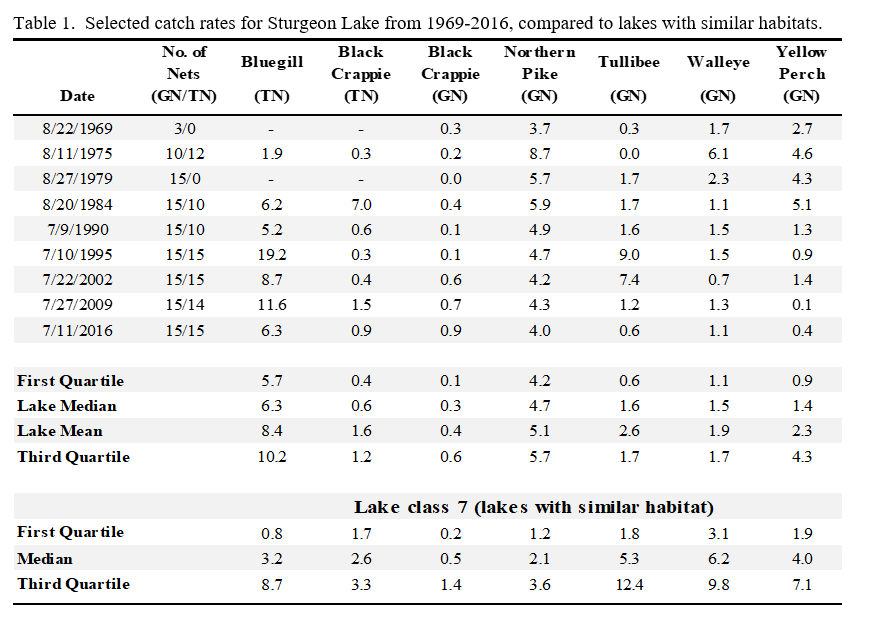 Table 1.  Selected catch rates for Sturgeon Lake from 1969-2016, compared to lakes with similar habitats.
Date No. of Nets (GN/TN) Bluegill (TN) Black Crappie (TN) Black Crappie (GN) Northern Pike (GN) Tullibee (GN) Walleye (GN) Yellow Perch (GN)
8/22/1969 3/0 - - 0.3 3.7 0.3 1.7 2.7
8/11/1975 10/12 1.9 0.3 0.2 8.7 0.0 6.1 4.6
8/27/1979 15/0 - - 0.0 5.7 1.7 2.3 4.3
8/20/1984 15/10 6.2 7.0 0.4 5.9 1.7 1.1 5.1
7/9/1990 15/10 5.2 0.6 0.1 4.9 1.6 1.5 1.3
7/10/1995 15/15 19.2 0.3 0.1 4.7 9.0 1.5 0.9
7/22/2002 15/15 8.7 0.4 0.6 4.2 7.4 0.7 1.4
7/27/2009 15/14 11.6 1.5 0.7 4.3 1.2 1.3 0.1
7/11/2016 15/15 6.3 0.9 0.9 4.0 0.6 1.1 0.4
First Quartile 5.7 0.4 0.1 4.2 0.6 1.1 0.9
Lake Median 6.3 0.6 0.3 4.7 1.6 1.5 1.4
Lake Mean 8.4 1.6 0.4 5.1 2.6 1.9 2.3
Third Quartile 10.2 1.2 0.6 5.7 1.7 1.7 4.3
Lake class 7 (lakes with similar habitat)
First Quartile 0.8 1.7 0.2 1.2 1.8 3.1 1.9
Median 3.2 2.6 0.5 2.1 5.3 6.2 4.0
Third Quartile 8.7 3.3 1.4 3.6 12.4 9.8 7.1